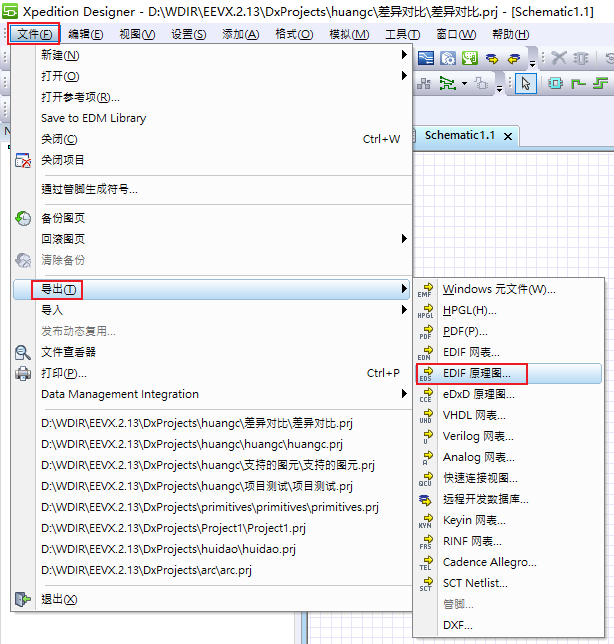 Xpedition Designer - D:\WDIR\EEVX.2.13\DxProjects\huangc\差异对比\差异对比.prj - [Schematic1.1]
文件(F) 编辑(E) 视图(V) 设置(S) 添加(A) 格式(O) 模拟(M) 工具(T) 窗口(W) 帮助(H)
Schematic1.1
新建(N)
打开(O)
打开参考项(R)...
Save to EDM Library
关闭(C) Ctrl+W
关闭项目
通过管脚生成符号...
备份图页
回滚图页
清除备份
导出(T)
导入
发布动态复用...
文件查看器
打印(P)... Ctrl+P
Data Management Integration
D:\WDIR\EEVX.2.13\DxProjects\huangc\差异对比\差异对比.prj
D:\WDIR\EEVX.2.13\DxProjects\huangc\huangc\huangc.prj
D:\WDIR\EEVX.2.13\DxProjects\huangc\支持的图元\支持的图元.prj
D:\WDIR\EEVX.2.13\DxProjects\huangc\项目测试\项目测试.prj
D:\WDIR\EEVX.2.13\DxProjects\primitives\primitives\primitives.prj
D:\WDIR\EEVX.2.13\DxProjects\Project1\Project1.prj
D:\WDIR\EEVX.2.13\DxProjects\huidao\huidao.prj
D:\WDIR\EEVX.2.13\DxProjects\arc\arc.prj
退出(X)
EMF Windows 元文件(W)...
HPGL HPGL(H)...
PDF PDF(P)...
EDN EDIF 网表...
EDS EDIF 原理图...
CCE eDxD 原理图...
VHD VHDL 网表...
U Verilog 网表...
A Analog 网表...
QCU 快速连接视图...
远程开发数据库...
KYN Keyin 网表...
FRS RINF 网表...
TEL Cadence Allegro...
SCT SCT Netlist...
管脚...
DXF...